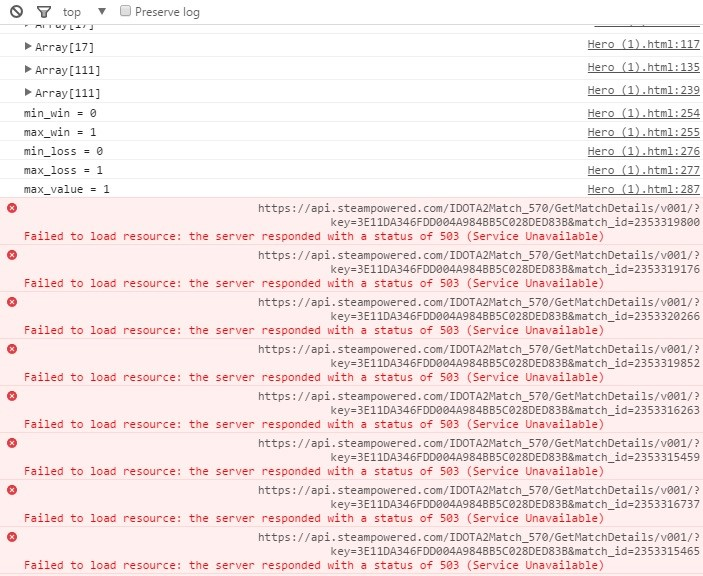 top Preserve log
Array[17]
Array[17] Hero (1).html:117
Array[111] Hero (1).html:135
Array[111] Hero (1).html:239
min_win = 0 Hero (1).html:254
max_win = 1 Hero (1).html:255
min_loss = 0 Hero (1).html:276
max_loss = 1 Hero (1).html:277
max_value = 1 Hero (1).html:287
https://api.steampowered.com/IDOTA2Match_570/GetMatchDetails/v001/?
key=3E11DA346FDD004A984BB5C028DED83B&match_id=2353319800
Failed to load resource: the server responded with a status of 503 (Service Unavailable)
https://api.steampowered.com/IDOTA2Match_570/GetMatchDetails/v001/?
key=3E11DA346FDD004A984BB5C028DED83B&match_id=2353319176
Failed to load resource: the server responded with a status of 503 (Service Unavailable)
https://api.steampowered.com/IDOTA2Match_570/GetMatchDetails/v001/?
key=3E11DA346FDD004A984BB5C028DED83B&match_id=2353320266
Failed to load resource: the server responded with a status of 503 (Service Unavailable)
https://api.steampowered.com/IDOTA2Match_570/GetMatchDetails/v001/?
key=3E11DA346FDD004A984BB5C028DED83B&match_id=2353319852
Failed to load resource: the server responded with a status of 503 (Service Unavailable)
https://api.steampowered.com/IDOTA2Match_570/GetMatchDetails/v001/?
key=3E11DA346FDD004A984BB5C028DED83B&match_id=2353316263
Failed to load resource: the server responded with a status of 503 (Service Unavailable)
https://api.steampowered.com/IDOTA2Match_570/GetMatchDetails/v001/?
key=3E11DA346FDD004A984BB5C028DED83B&match_id=2353315459
Failed to load resource: the server responded with a status of 503 (Service Unavailable)
https://api.steampowered.com/IDOTA2Match_570/GetMatchDetails/v001/?
key=3E11DA346FDD004A984BB5C028DED83B&match_id=2353316737
Failed to load resource: the server responded with a status of 503 (Service Unavailable)
https://api.steampowered.com/IDOTA2Match_570/GetMatchDetails/v001/?
key=3E11DA346FDD004A984BB5C028DED83B&match_id=2353315465
Failed to load resource: the server responded with a status of 503 (Service Unavailable)